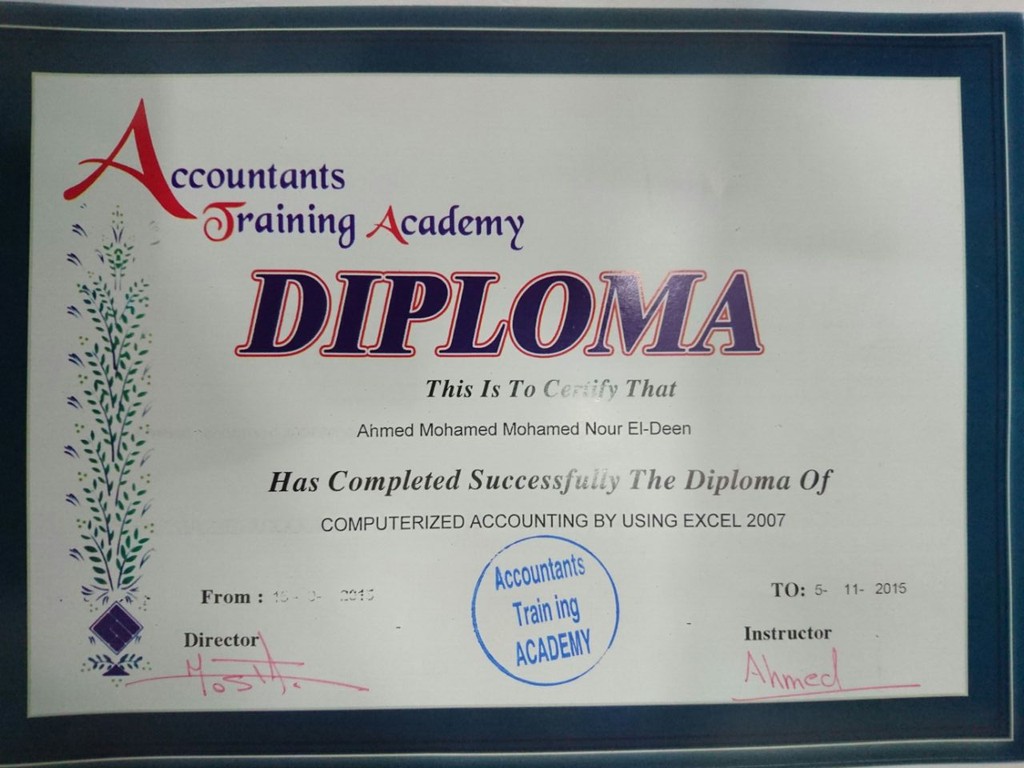 Accountants
Training Academy
DIPLOMA
This Is To Certify That
Ahmed Mohamed Mohamed Nour El-Deen
Has Completed Successfully The Diploma Of
COMPUTERIZED ACCOUNTING BY USING EXCEL 2007
From : 2015
TO: 5- 11- 2015
Accountants
Train ing
ACADEMY
Director
Instructor
Ahmed